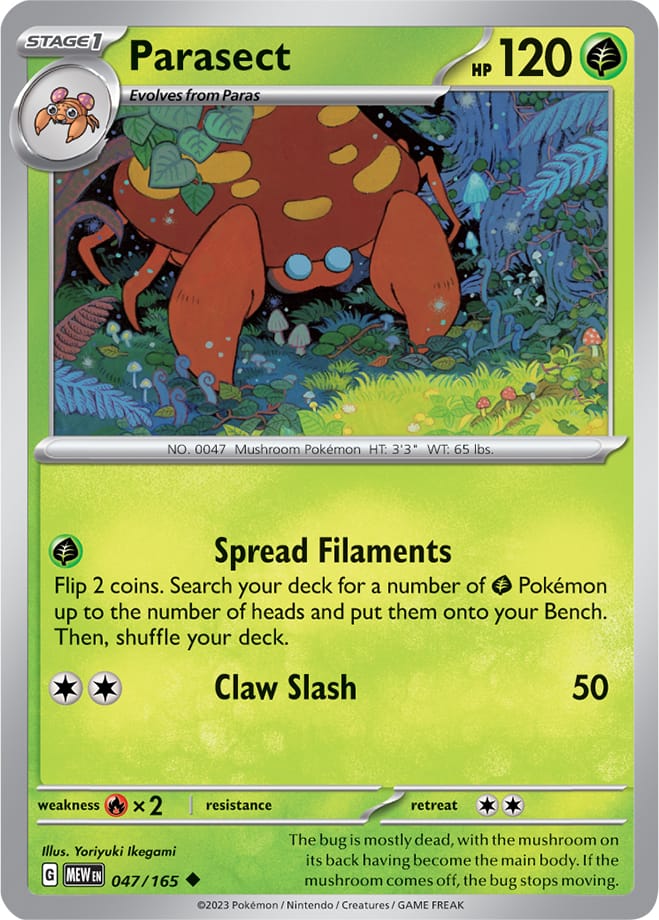 STAGE1
Parasect
HP 120
Evolves from Paras
NO. 0047 Mushroom Pokémon HT: 3'3" WT: 65 lbs.
Spread Filaments
Flip 2 coins. Search your deck for a number of Pokémon
up to the number of heads and put them onto your Bench.
Then, shuffle your deck.
Claw Slash 50
weakness ×2 resistance retreat
Illus. Yoriyuki Ikegami
G MEW EN 047/165
The bug is mostly dead, with the mushroom on
its back having become the main body. If the
mushroom comes off, the bug stops moving.
©2023 Pokémon / Nintendo / Creatures / GAME FREAK